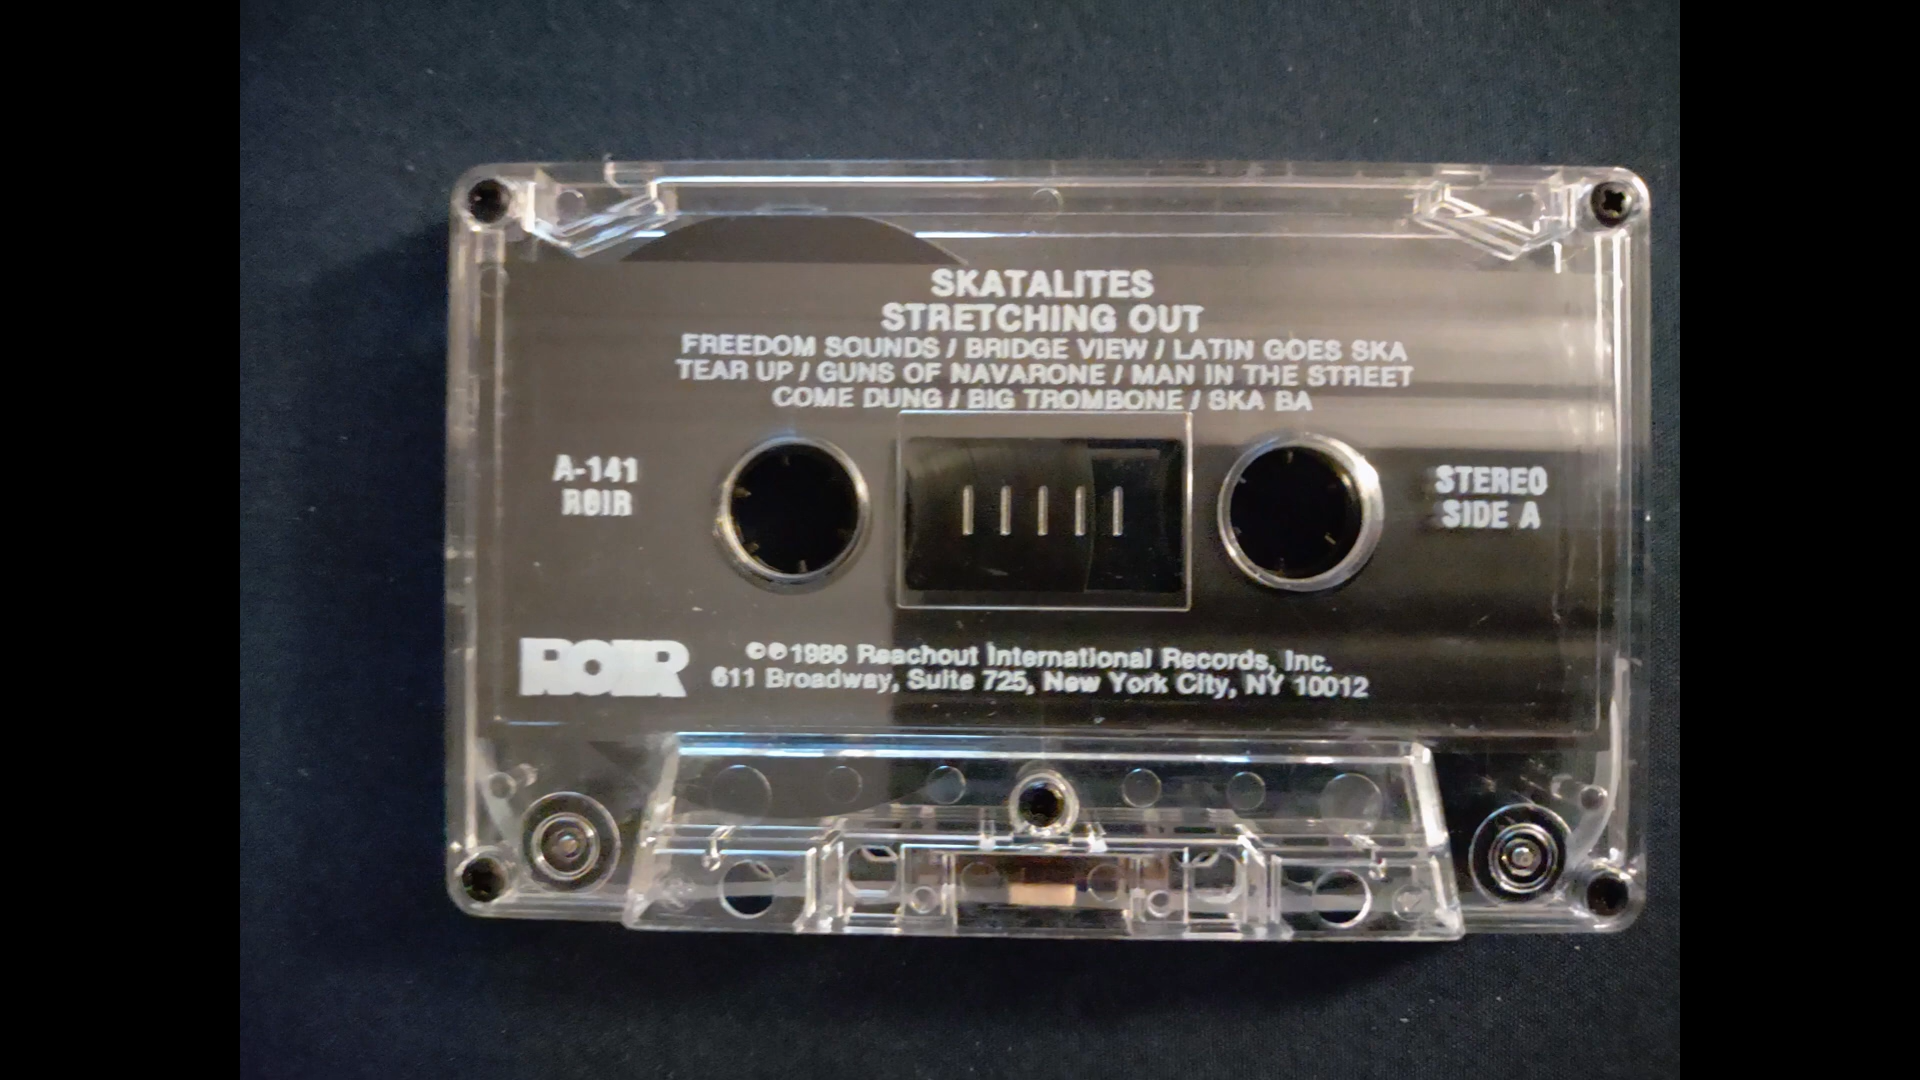 SKATALITES
STRETCHING OUT
FREEDOM SOUNDS / BRIDGE VIEW / LATIN GOES SKA
TEAR UP / GUNS OF NAVARONE / MAN IN THE STREET
COME DUNG / BIG TROMBONE / SKA BA
A-141
ROIR
STEREO
SIDE A
ROIR
©℗1986 Reachout International Records, Inc.
611 Broadway, Suite 725, New York City, NY 10012